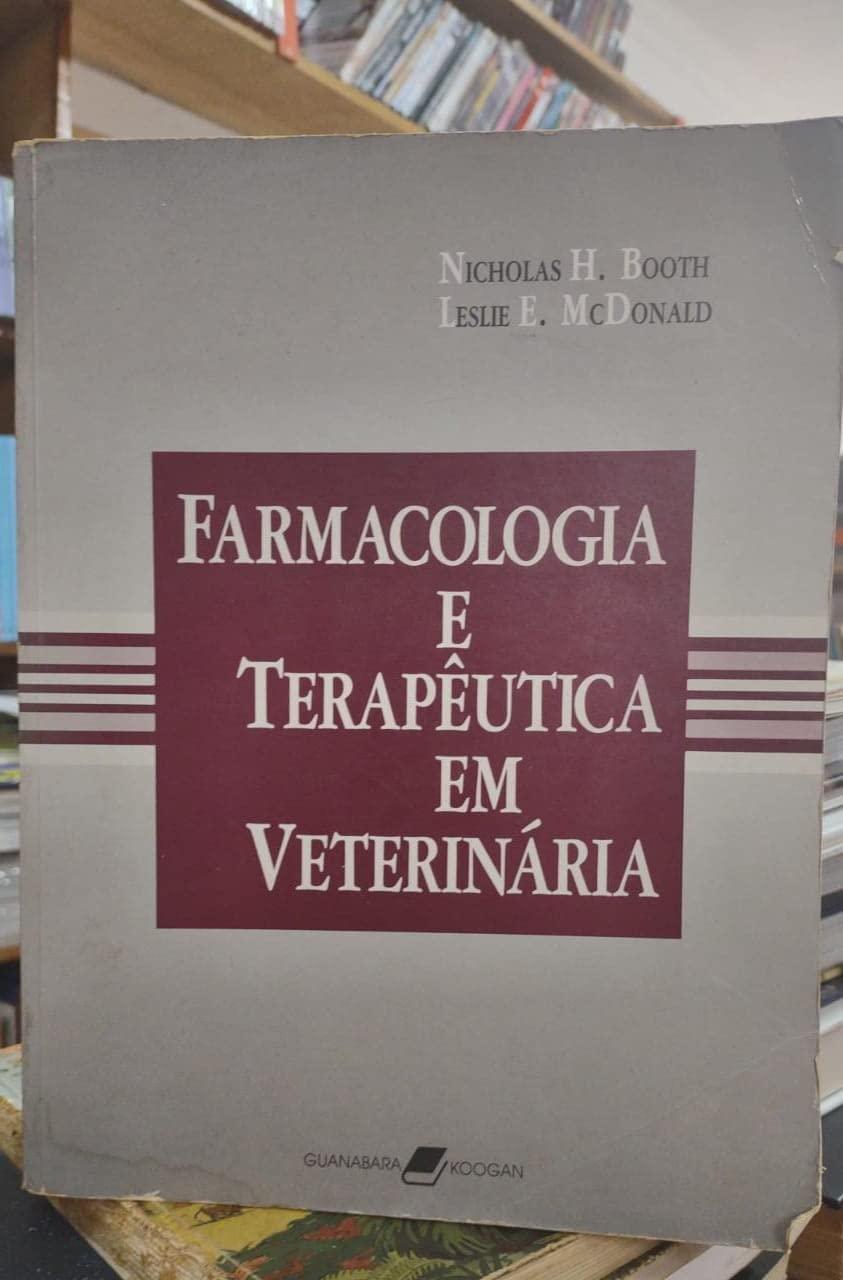 NICHOLAS H. BOOTH
LESLIE E. MCDONALD
FARMACOLOGIA
E
TERAPÊUTICA
EM
VETERINÁRIA
GUANABARA KOOGAN